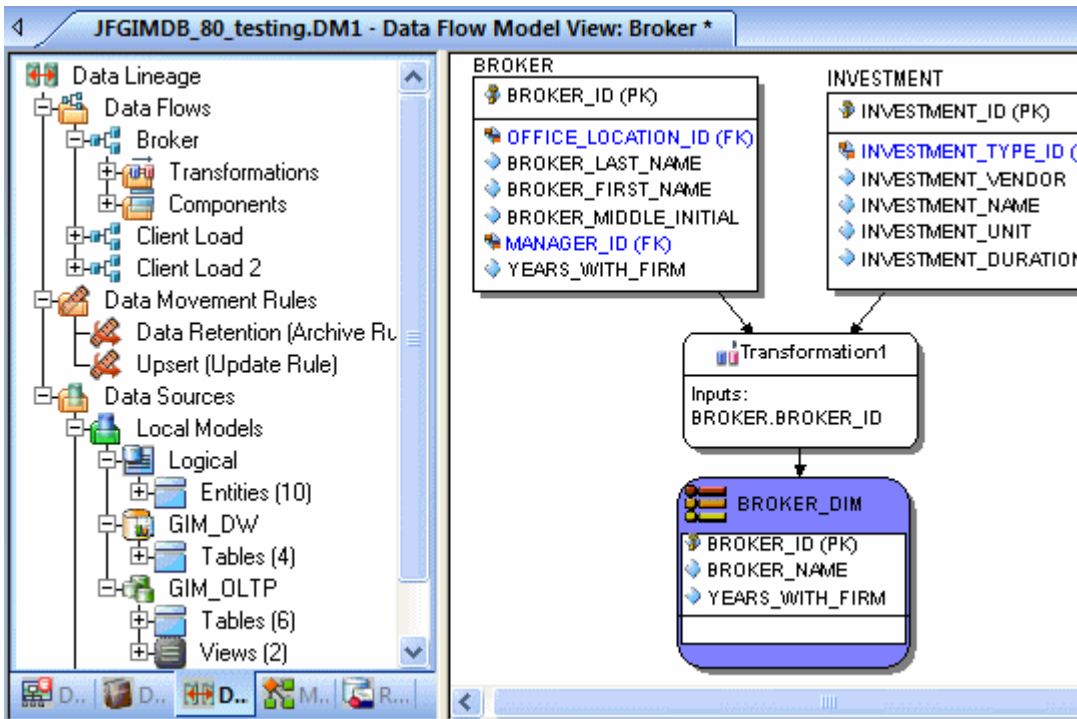 JFGIMDB_80_testing.DM1 - Data Flow Model View: Broker *
Data Lineage
Data Flows
Broker
Transformations
Components
Client Load
Client Load 2
Data Movement Rules
Data Retention (Archive Ru
Upsert (Update Rule)
Data Sources
Local Models
Logical
Entities (10)
GIM_DW
Tables (4)
GIM_OLTP
Tables (6)
Views (2)
D..
D..
D..
M..
R...
BROKER
BROKER_ID (PK)
OFFICE_LOCATION_ID (FK)
BROKER_LAST_NAME
BROKER_FIRST_NAME
BROKER_MIDDLE_INITIAL
MANAGER_ID (FK)
YEARS_WITH_FIRM
INVESTMENT
INVESTMENT_ID (PK)
INVESTMENT_TYPE_ID (
INVESTMENT_VENDOR
INVESTMENT_NAME
INVESTMENT_UNIT
INVESTMENT_DURATION
Transformation1
Inputs:
BROKER.BROKER_ID
BROKER_DIM
BROKER_ID (PK)
BROKER_NAME
YEARS_WITH_FIRM